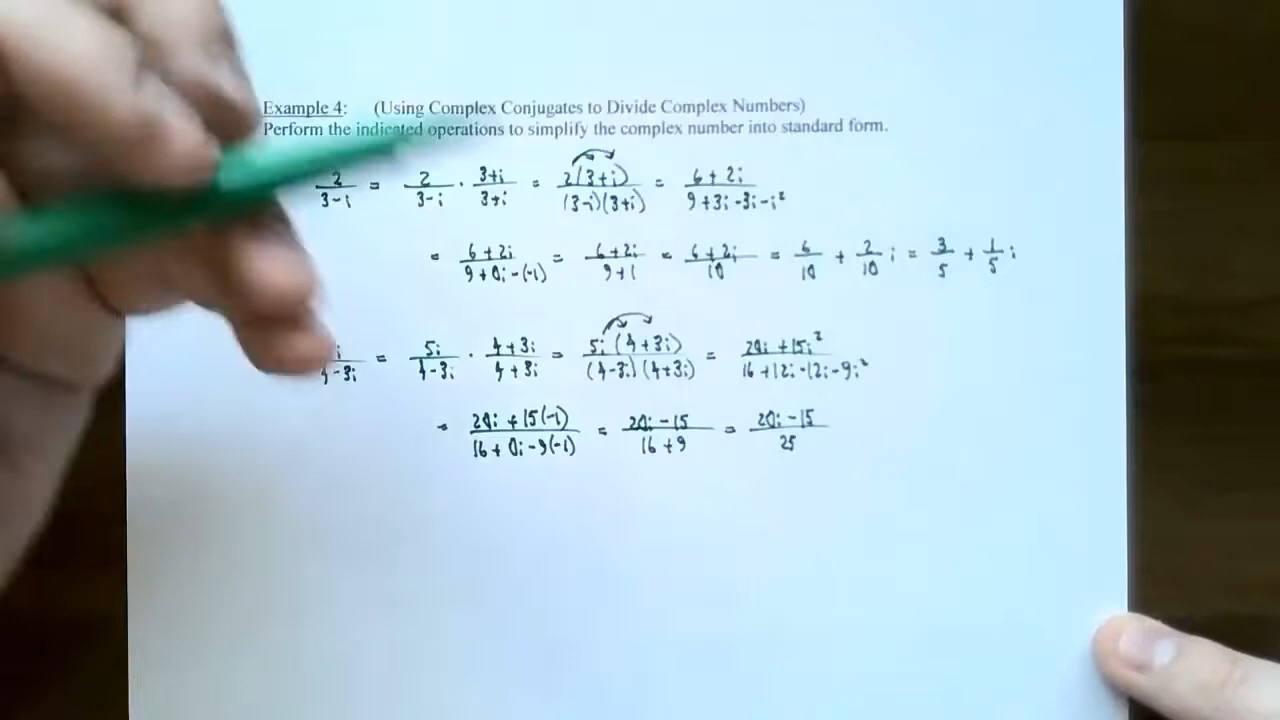 Example 4: (Using Complex Conjugates to Divide Complex Numbers)
Perform the indicated operations to simplify the complex number into standard form.
2/(3-i) = 2/(3-i) · (3+i)/(3+i) = 2(3+i)/((3-i)(3+i)) = (6+2i)/(9+3i-3i-i²)
= (6+2i)/(9+0i-(-1)) = (6+2i)/(9+1) = (6+2i)/10 = 6/10 + 2/10 i = 3/5 + 1/5 i
i/(4-3i) = 5i/(4-3i) · (4+3i)/(4+3i) = 5i(4+3i)/((4-3i)(4+3i)) = (20i+15i²)/(16+12i-12i-9i²)
= (20i+15(-1))/(16+0i-9(-1)) = (20i-15)/(16+9) = (20i-15)/25